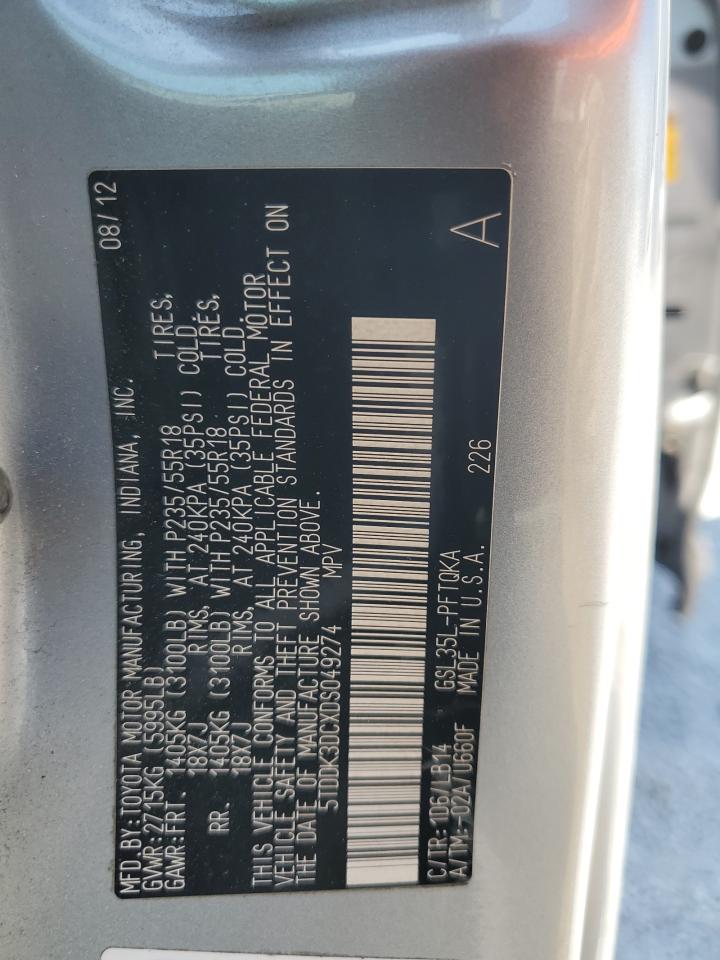 MFD.BY:TOYOTA MOTOR MANUFACTURING, INDIANA, INC. 08/12
GVWR:2715KG(5995LB)
GAWR:FRT. 1405KG(3100LB) WITH P235/55R18 TIRES,
18X7J RIMS, AT 240KPA (35PSI) COLD.
RR. 1405KG(3100LB) WITH P235/55R18 TIRES,
18X7J RIMS, AT 240KPA (35PSI) COLD.
THIS VEHICLE CONFORMS TO ALL APPLICABLE FEDERAL MOTOR
VEHICLE SAFETY AND THEFT PREVENTION STANDARDS IN EFFECT ON
THE DATE OF MANUFACTURE SHOWN ABOVE.
5TDDK3DCXDS049274 MPV
C/TR:1D6/LB14 GSL35L-PFTQKA
A/TM:-02A/U660F MADE IN U.S.A. 226
A